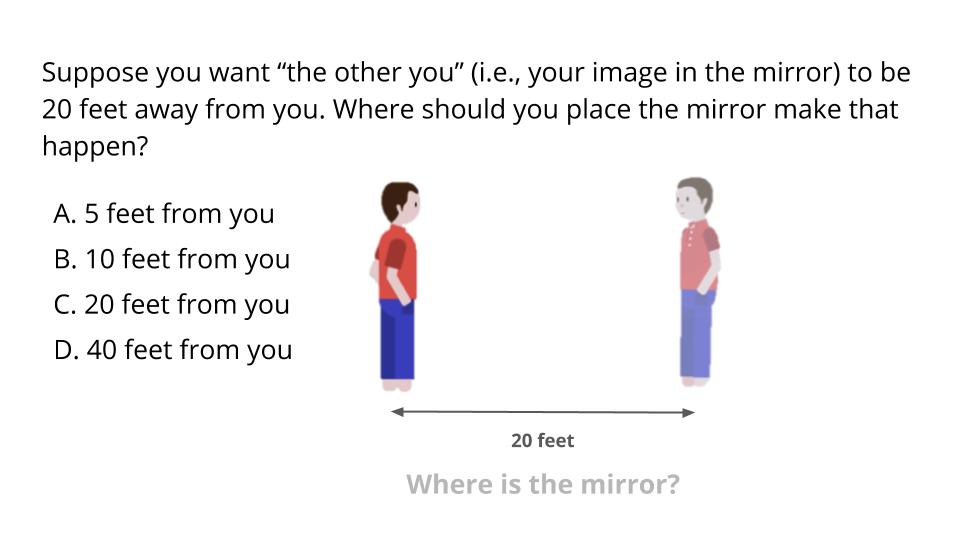 Suppose you want “the other you” (i.e., your image in the mirror) to be
20 feet away from you. Where should you place the mirror make that
happen?
A. 5 feet from you
B. 10 feet from you
C. 20 feet from you
D. 40 feet from you
20 feet
Where is the mirror?